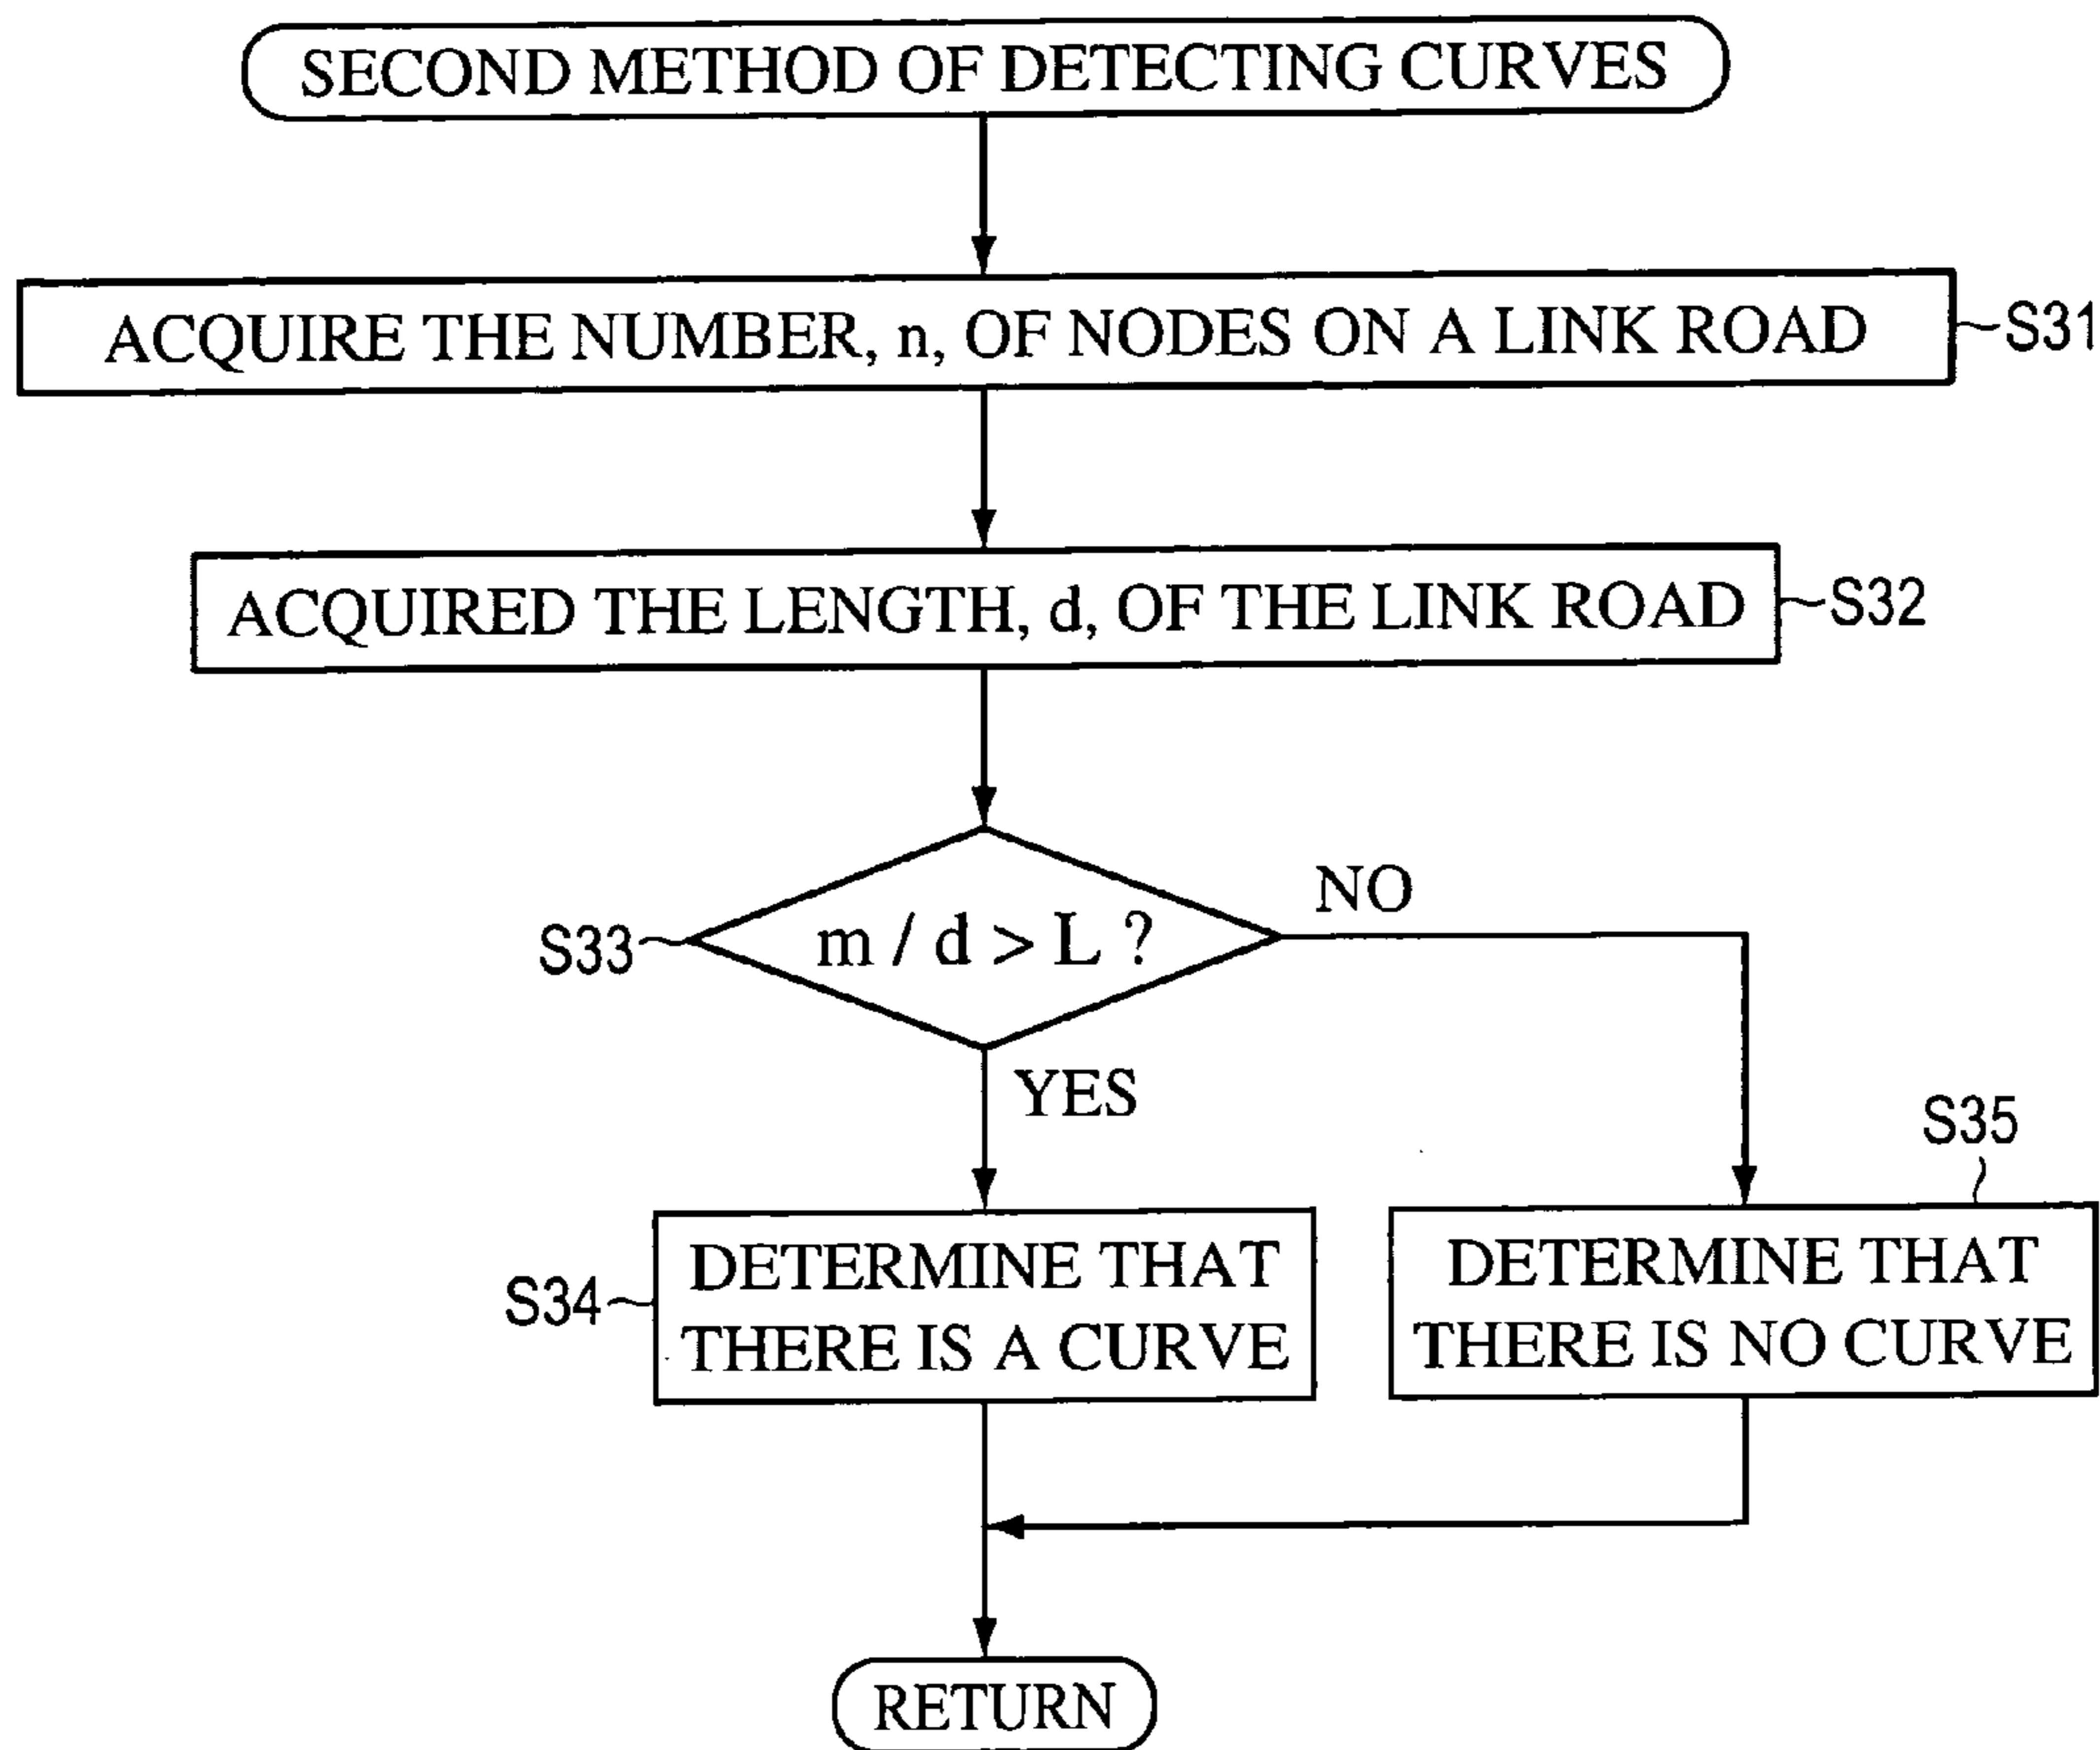 SECOND METHOD OF DETECTING CURVES
ACQUIRE THE NUMBER, n, OF NODES ON A LINK ROAD
S31
ACQUIRED THE LENGTH, d, OF THE LINK ROAD
S32
S33
m / d > L ?
NO
YES
S34
DETERMINE THAT
THERE IS A CURVE
S35
DETERMINE THAT
THERE IS NO CURVE
RETURN